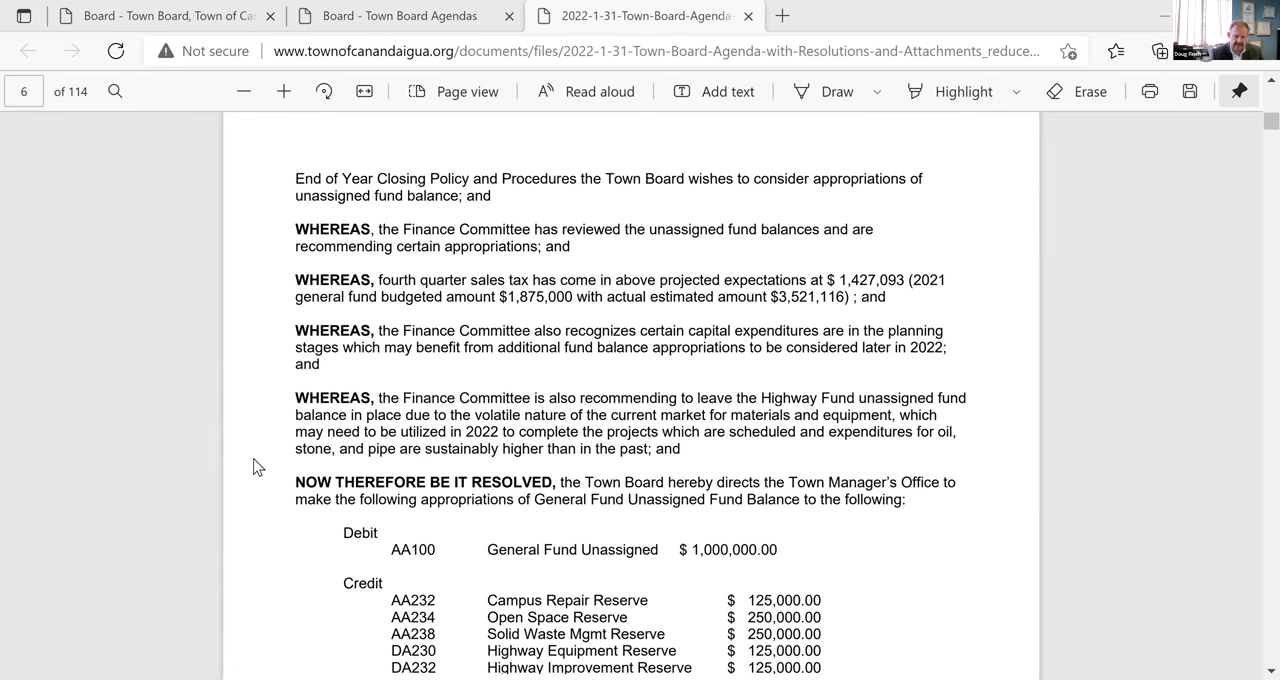 Board - Town Board, Town of Ca
Board - Town Board Agendas
2022-1-31-Town-Board-Agenda-
Not secure
www.townofcanandaigua.org/documents/files/2022-1-31-Town-Board-Agenda-with-Resolutions-and-Attachments_reduce...
Doug Finch
6 of 114
Page view
Read aloud
Add text
Draw
Highlight
Erase
End of Year Closing Policy and Procedures the Town Board wishes to consider appropriations of
unassigned fund balance; and
WHEREAS, the Finance Committee has reviewed the unassigned fund balances and are
recommending certain appropriations; and
WHEREAS, fourth quarter sales tax has come in above projected expectations at $ 1,427,093 (2021
general fund budgeted amount $1,875,000 with actual estimated amount $3,521,116) ; and
WHEREAS, the Finance Committee also recognizes certain capital expenditures are in the planning
stages which may benefit from additional fund balance appropriations to be considered later in 2022;
and
WHEREAS, the Finance Committee is also recommending to leave the Highway Fund unassigned fund
balance in place due to the volatile nature of the current market for materials and equipment, which
may need to be utilized in 2022 to complete the projects which are scheduled and expenditures for oil,
stone, and pipe are sustainably higher than in the past; and
NOW THEREFORE BE IT RESOLVED, the Town Board hereby directs the Town Manager's Office to
make the following appropriations of General Fund Unassigned Fund Balance to the following:
Debit
AA100 General Fund Unassigned $ 1,000,000.00
Credit
AA232 Campus Repair Reserve $ 125,000.00
AA234 Open Space Reserve $ 250,000.00
AA238 Solid Waste Mgmt Reserve $ 250,000.00
DA230 Highway Equipment Reserve $ 125,000.00
DA232 Highway Improvement Reserve $ 125,000.00